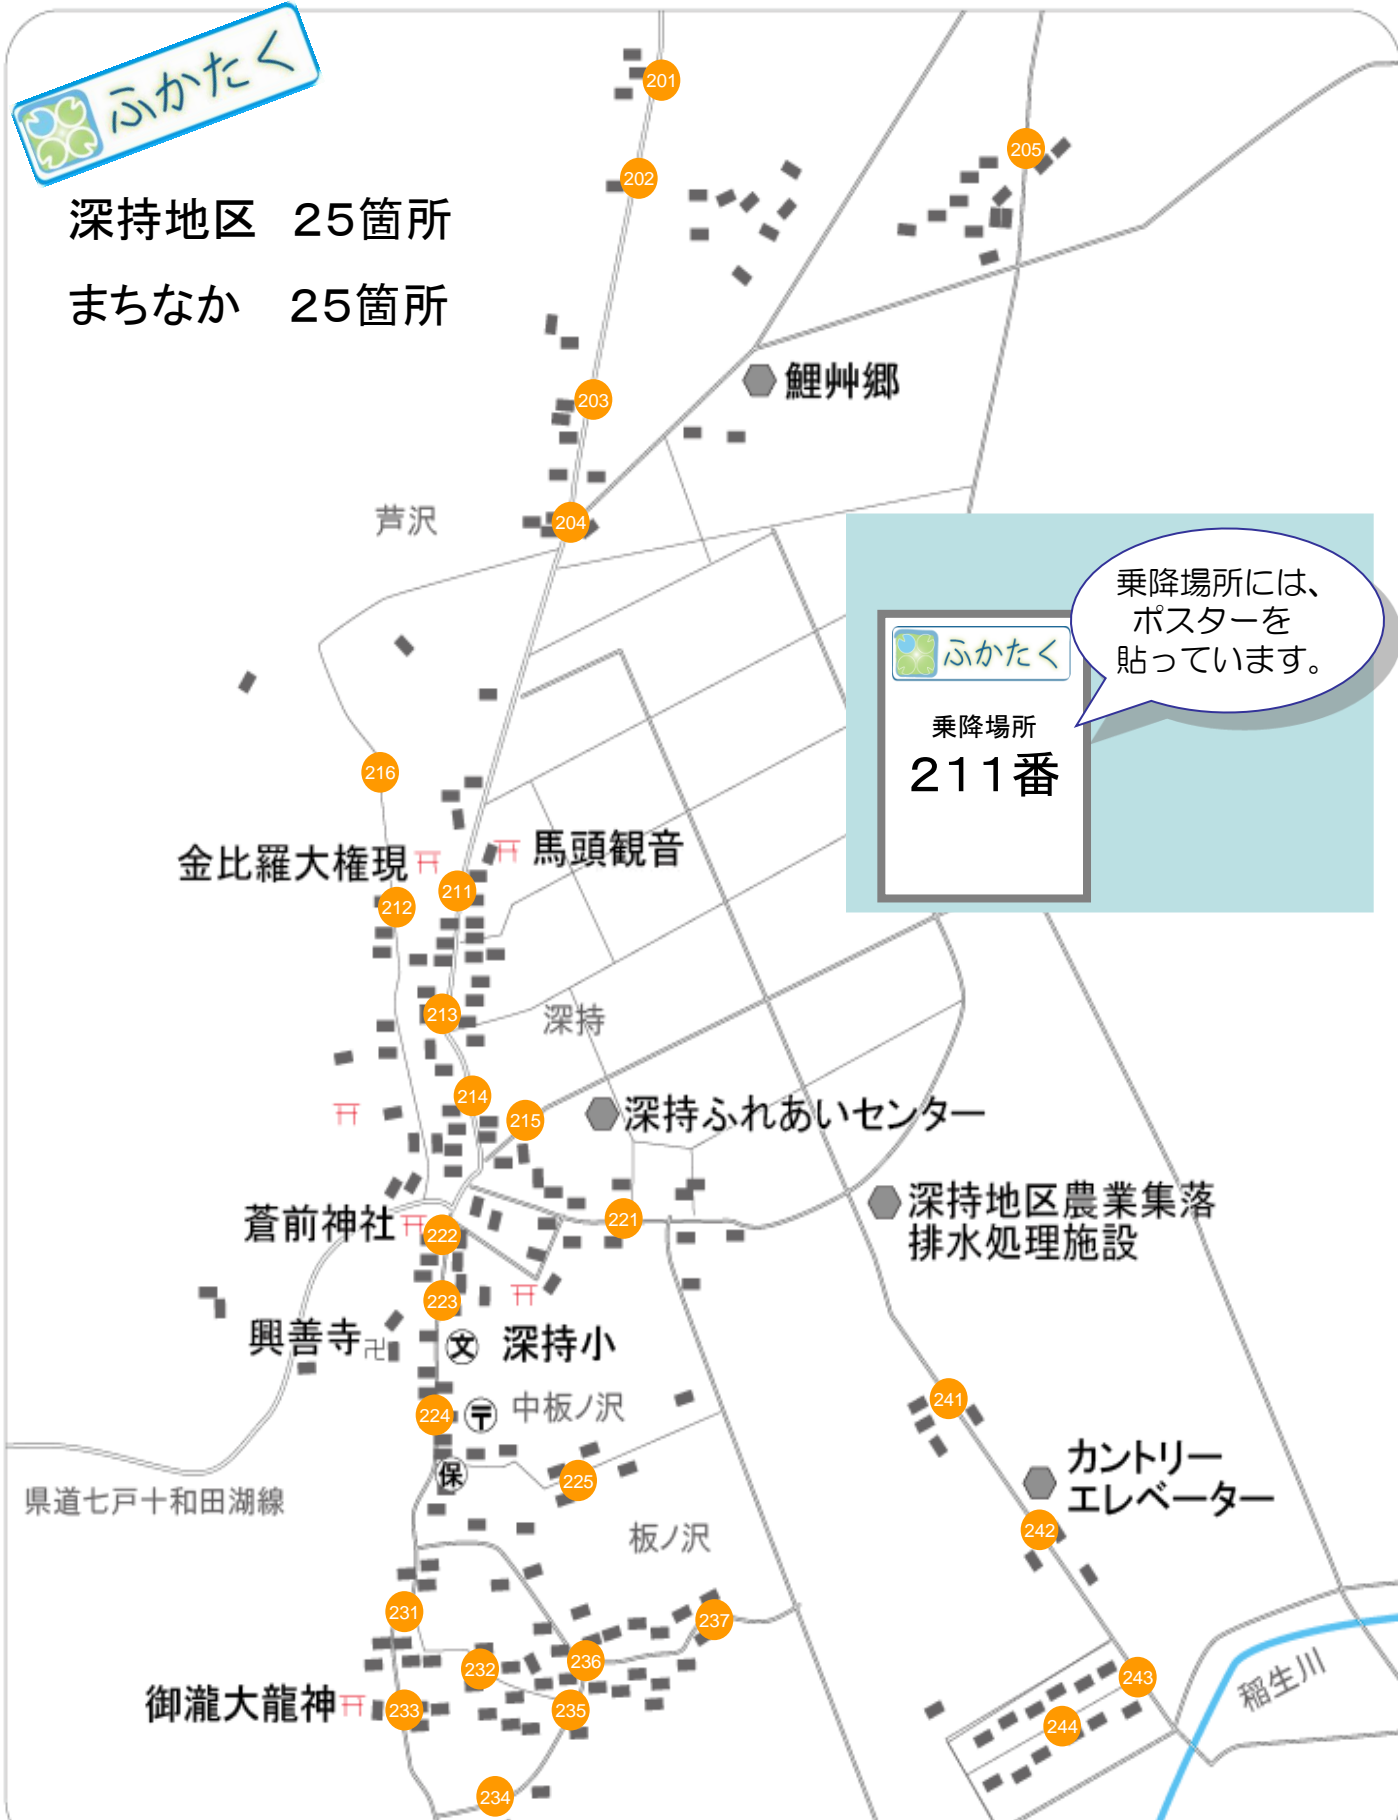 ふかたく
深持地区　25箇所
まちなか　25箇所
201
202
205
203
鯉艸郷
204
芦沢
乗降場所には、
ポスターを
貼っています。
ふかたく
乗降場所
211番
216
金比羅大権現
馬頭観音
211
212
213
深持
214
215
深持ふれあいセンター
深持地区農業集落
排水処理施設
蒼前神社
221
222
223
興善寺
卍
文
深持小
224
〒
中板ノ沢
保
225
県道七戸十和田湖線
板ノ沢
241
カントリー
エレベーター
242
231
237
232
236
御瀧大龍神
233
235
234
243
244
稲生川